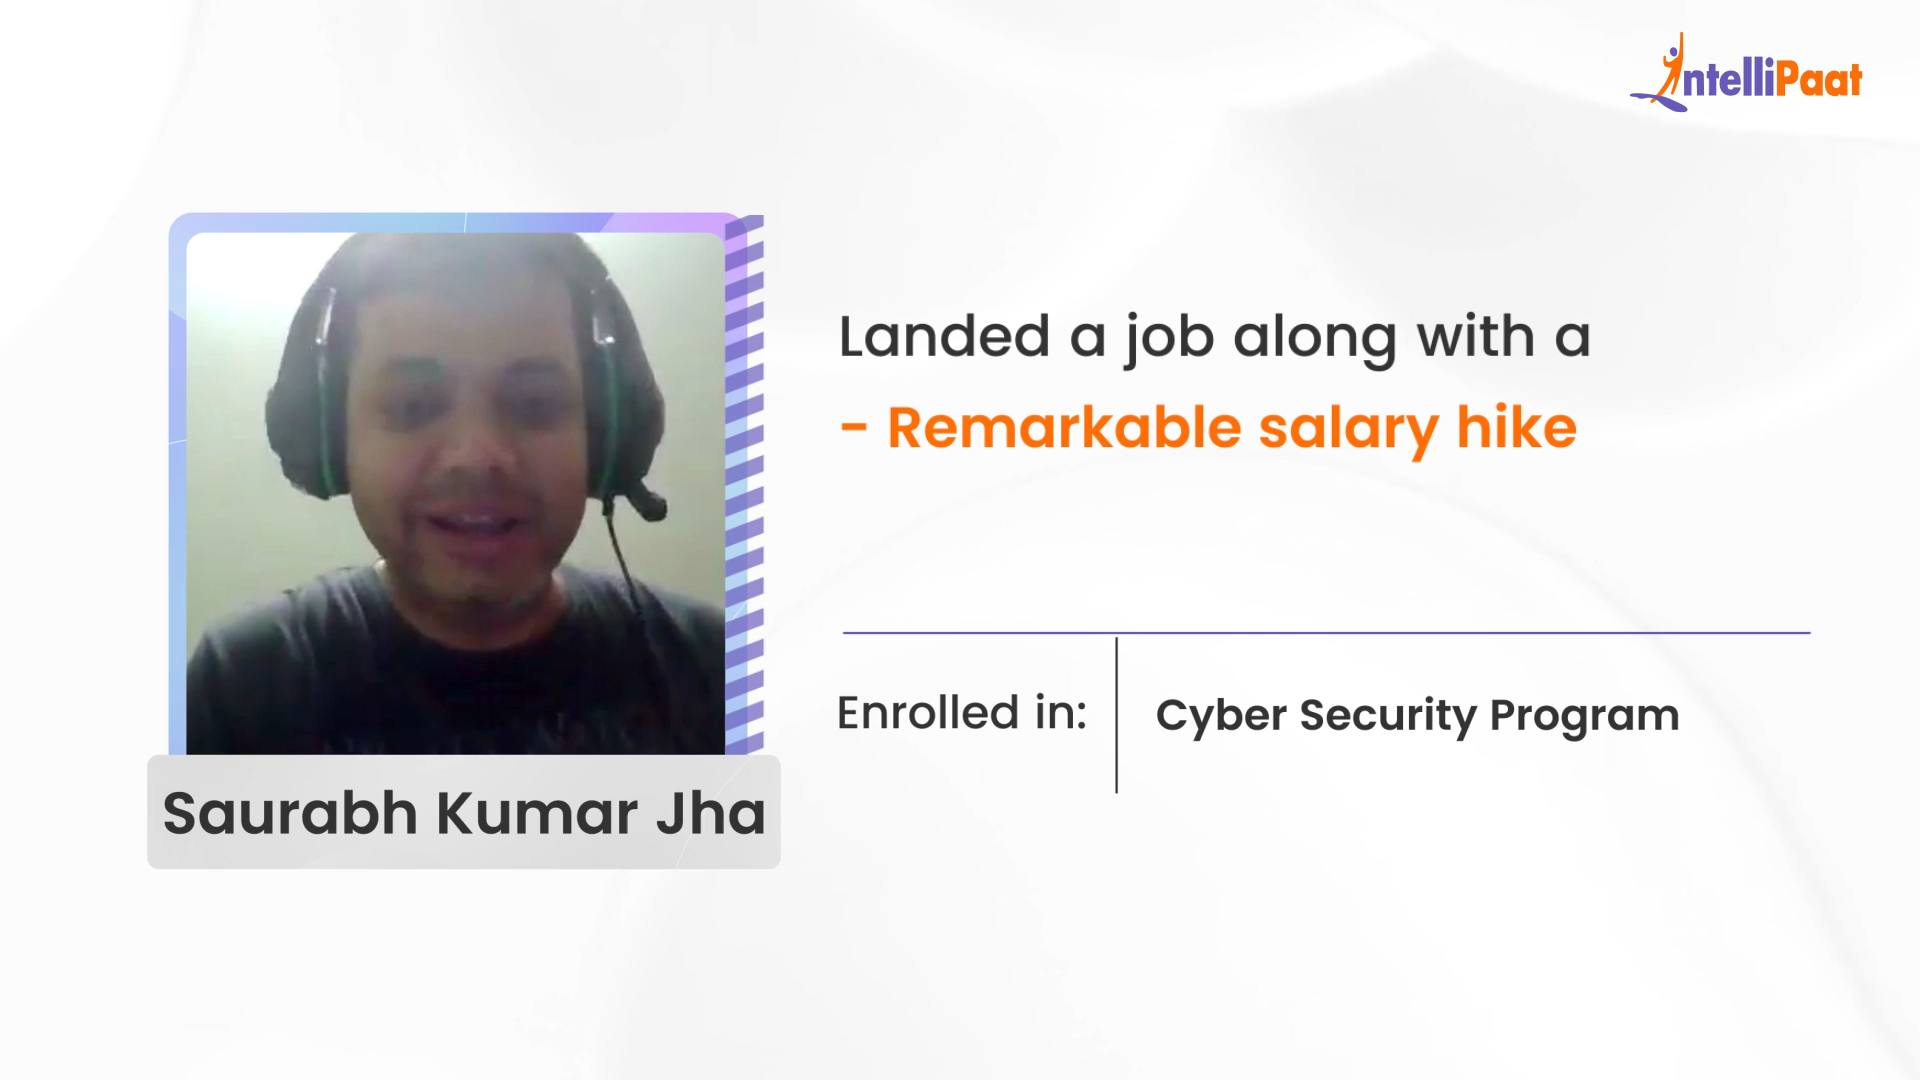 IntelliPaat
Landed a job along with a
- Remarkable salary hike
Enrolled in:
Cyber Security Program
Saurabh Kumar Jha